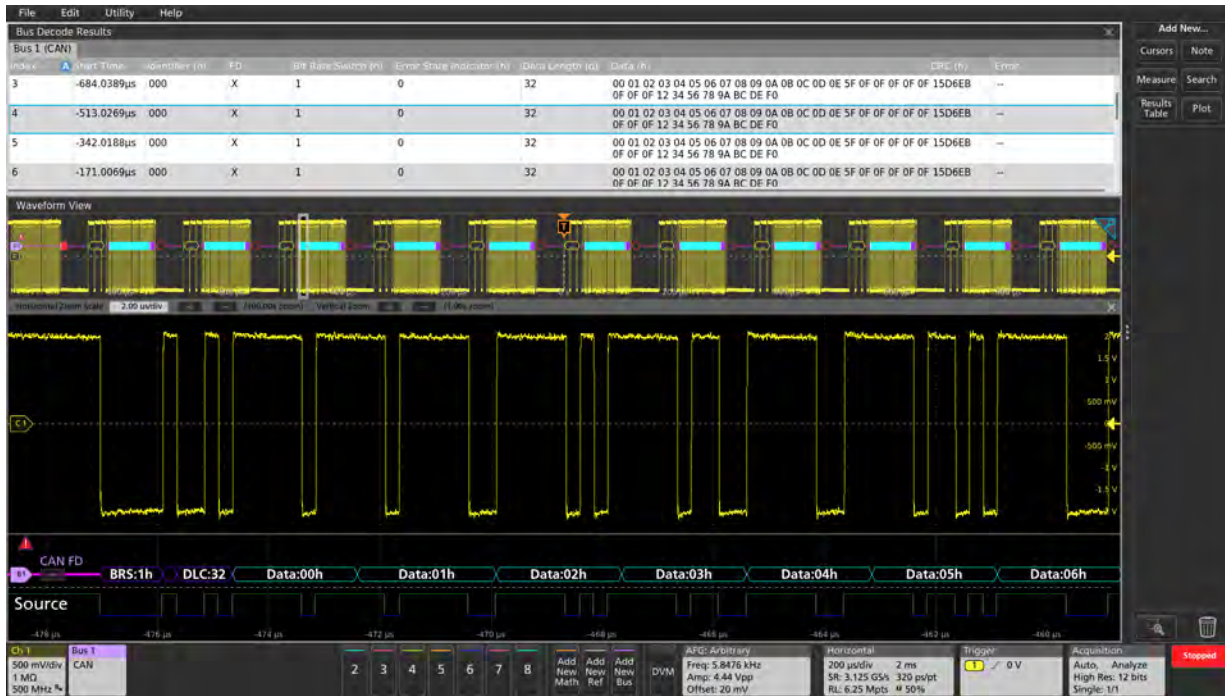 File Edit Utility Help
Bus Decode Results
Bus 1 (CAN)
Index Start Time Identifier (h) FD Bit Rate Switch (h) Error State Indicator (h) Data Length (d) Data (h) CRC (h) Error
3 -684.0389µs 000 X 1 0 32 00 01 02 03 04 05 06 07 08 09 0A 0B 0C 0D 0E 5F 0F 0F 0F 0F 0F 15D6EB --
0F 0F 0F 12 34 56 78 9A BC DE F0
4 -513.0269µs 000 X 1 0 32 00 01 02 03 04 05 06 07 08 09 0A 0B 0C 0D 0E 5F 0F 0F 0F 0F 0F 15D6EB --
0F 0F 0F 12 34 56 78 9A BC DE F0
5 -342.0188µs 000 X 1 0 32 00 01 02 03 04 05 06 07 08 09 0A 0B 0C 0D 0E 5F 0F 0F 0F 0F 0F 15D6EB --
0F 0F 0F 12 34 56 78 9A BC DE F0
6 -171.0069µs 000 X 1 0 32 00 01 02 03 04 05 06 07 08 09 0A 0B 0C 0D 0E 5F 0F 0F 0F 0F 0F 15D6EB --
0F 0F 0F 12 34 56 78 9A BC DE F0
Waveform View
T
Horizontal Zoom Scale 2.00 us/div (100.00x zoom) Vertical Zoom (1.00x zoom)
1.5 V
1 V
500 mV
C1
-500 mV
-1 V
-1.5 V
CAN FD
B1 BRS:1h DLC:32 Data:00h Data:01h Data:02h Data:03h Data:04h Data:05h Data:06h
Source
-478 µs -476 µs -474 µs -472 µs -470 µs -468 µs -466 µs -464 µs -462 µs -460 µs
Add New...
Cursors Note
Measure Search
Results Table Plot
Ch 1
500 mV/div
1 MΩ
500 MHz
Bus 1
CAN
2 3 4 5 6 7 8
Add New Math
Add New Ref
Add New Bus
DVM
AFG: Arbitrary
Freq: 5.8476 kHz
Amp: 4.44 Vpp
Offset: 20 mV
Horizontal
200 µs/div 2 ms
SR: 3.125 GS/s 320 ps/pt
RL: 6.25 Mpts 50%
Trigger
1 0 V
Acquisition
Auto, Analyze
High Res: 12 bits
Single: 1/1
Stopped